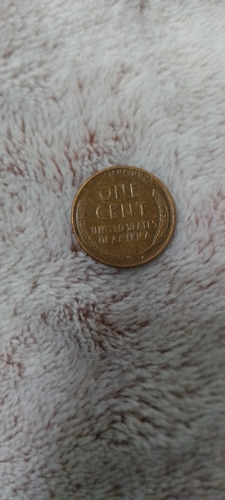 ONE
CENT
UNITED STATES
OF AMERICA